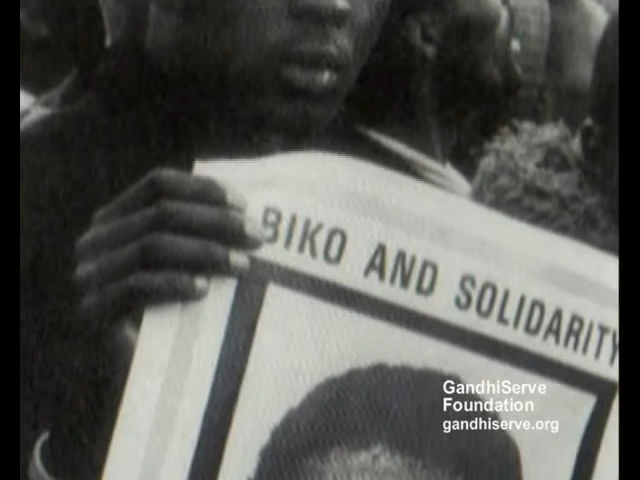 BIKO AND SOLIDARITY
GandhiServe
Foundation
gandhiserve.org